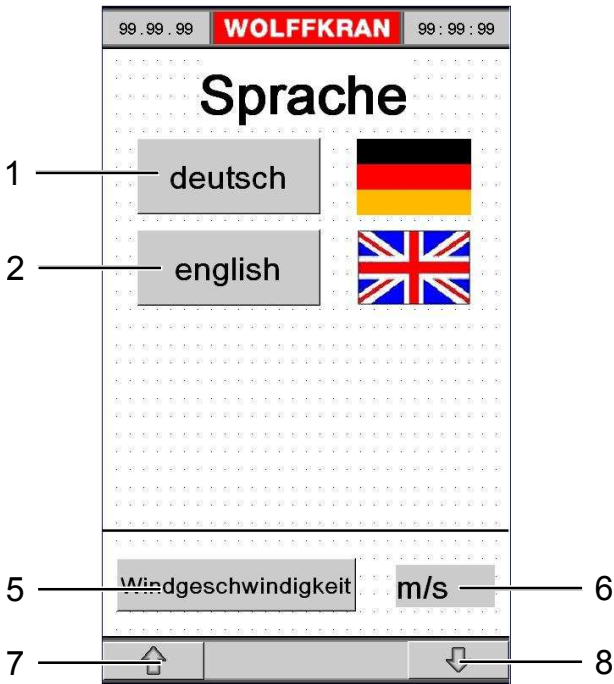 99.99.99 WOLFFKRAN 99:99:99
Sprache
1 deutsch
2 english
5 Windgeschwindigkeit m/s 6
7 8